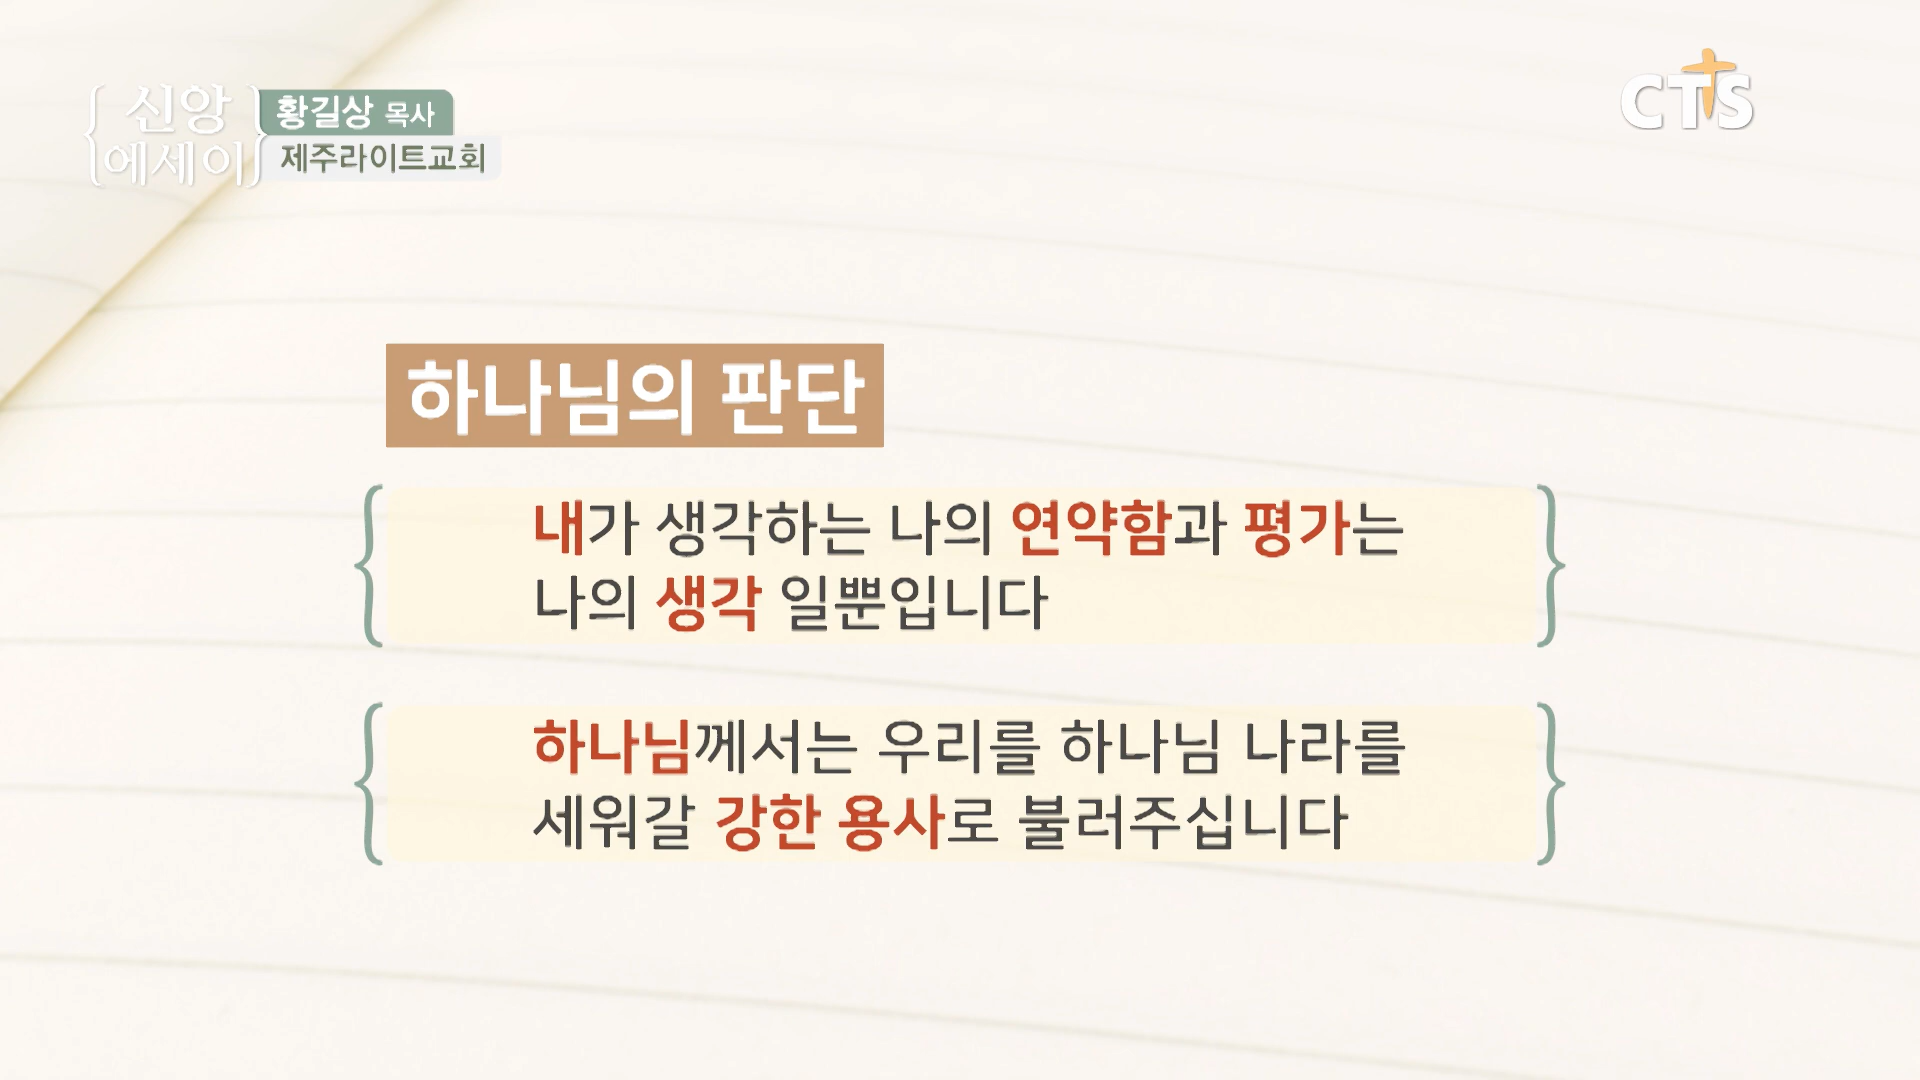 신앙
에세이
황길상 목사
제주라이트교회
CTS
하나님의 판단
내가 생각하는 나의 연약함과 평가는
나의 생각 일뿐입니다
하나님께서는 우리를 하나님 나라를
세워갈 강한 용사로 불러주십니다